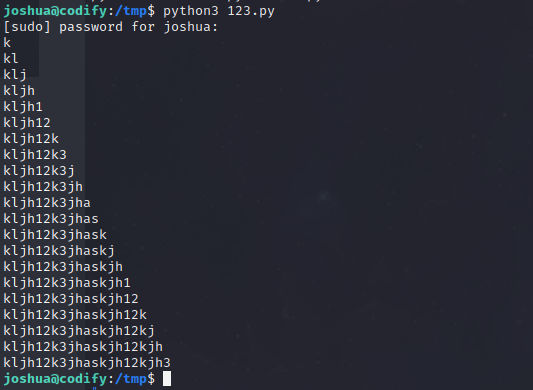 joshua@codify:/tmp$ python3 123.py
[sudo] password for joshua:
k
kl
klj
kljh
kljh1
kljh12
kljh12k
kljh12k3
kljh12k3j
kljh12k3jh
kljh12k3jha
kljh12k3jhas
kljh12k3jhask
kljh12k3jhaskj
kljh12k3jhaskjh
kljh12k3jhaskjh1
kljh12k3jhaskjh12
kljh12k3jhaskjh12k
kljh12k3jhaskjh12kj
kljh12k3jhaskjh12kjh
kljh12k3jhaskjh12kjh3
joshua@codify:/tmp$